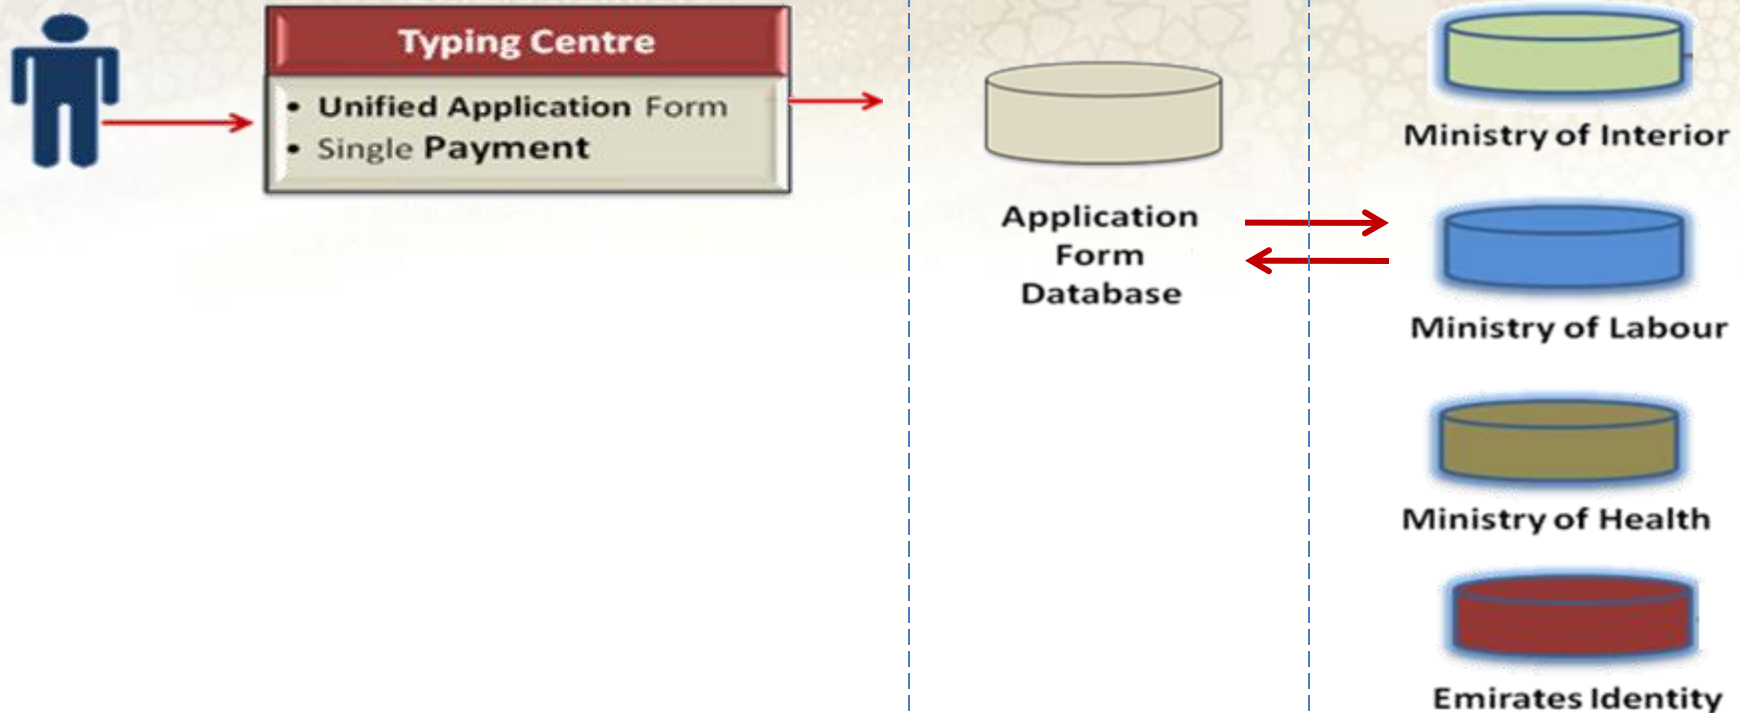 Typing Centre
• Unified Application Form
• Single Payment
Application
Form
Database
Ministry of Interior
Ministry of Labour
Ministry of Health
Emirates Identity